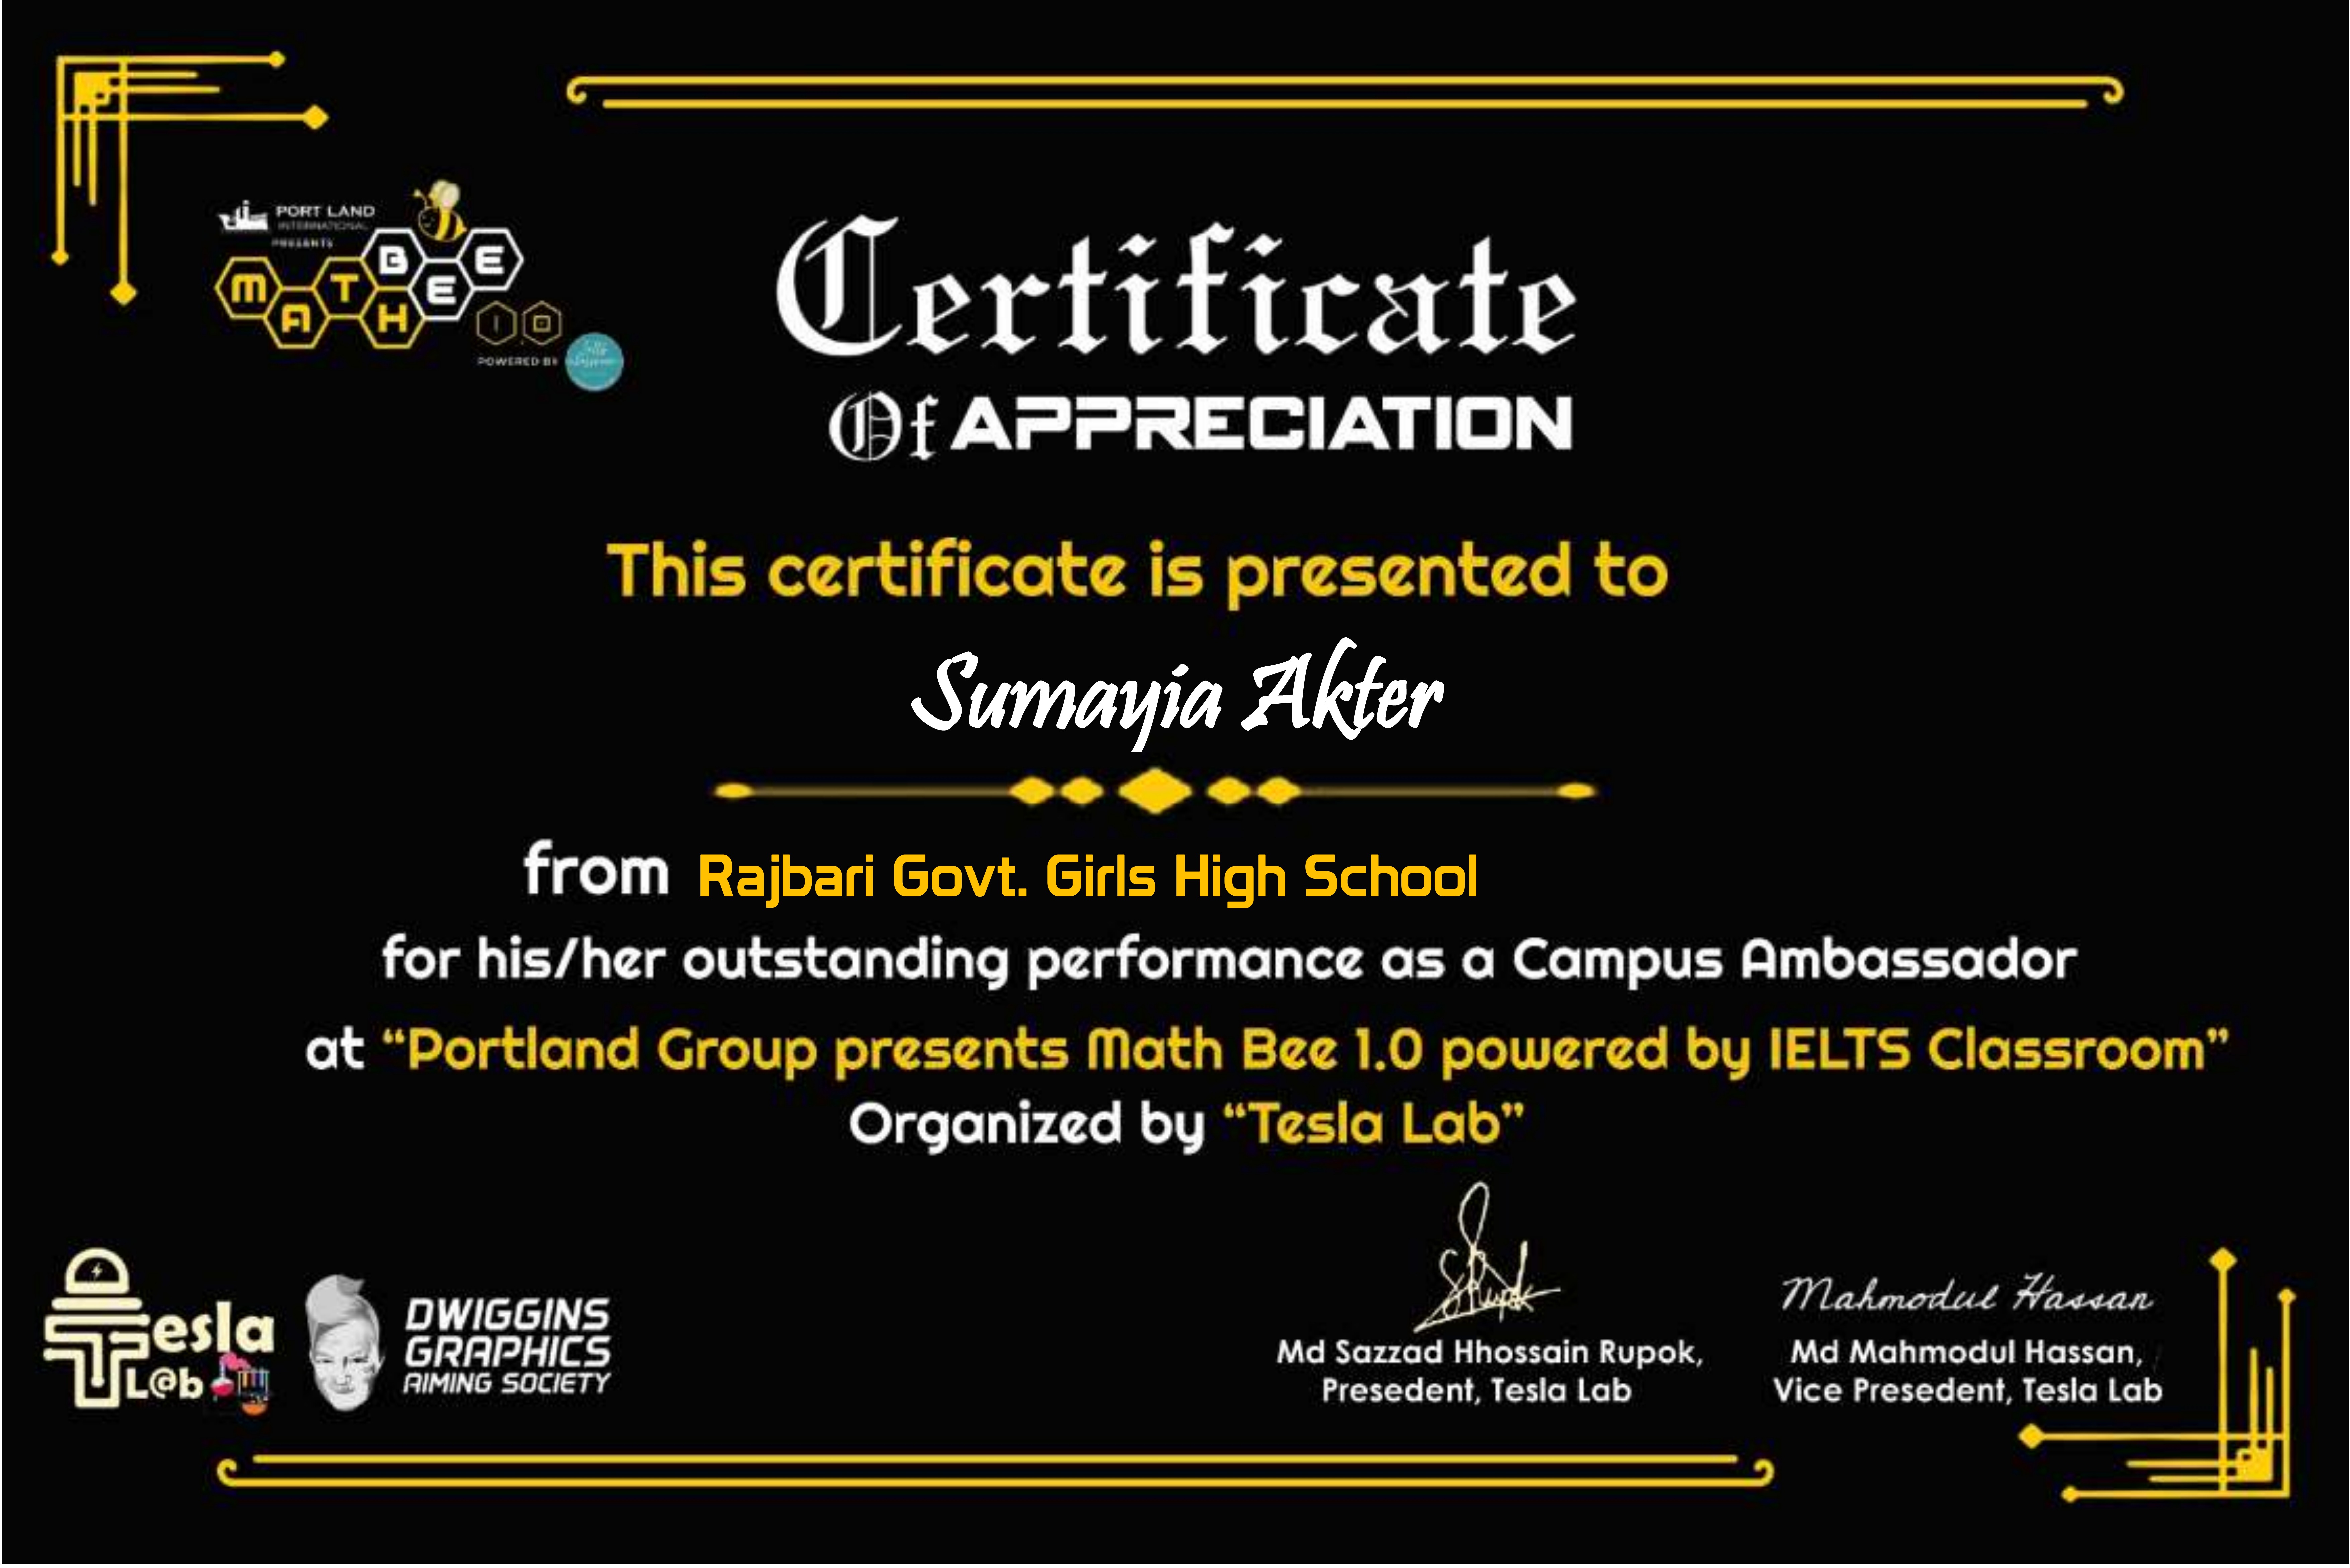 PORT LAND
INTERNATIONAL
PRESENTS
MATH BEE
1.0
POWERED BY
Certificate
Of APPRECIATION
This certificate is presented to
Sumayia Akter
from Rajbari Govt. Girls High School
for his/her outstanding performance as a Campus Ambassador
at “Portland Group presents Math Bee 1.0 powered by IELTS Classroom”
Organized by “Tesla Lab”
Tesla
L@b
DWIGGINS
GRAPHICS
AIMING SOCIETY
Mahmodul Hassan
Md Sazzad Hhossain Rupok,
Presedent, Tesla Lab
Md Mahmodul Hassan,
Vice Presedent, Tesla Lab